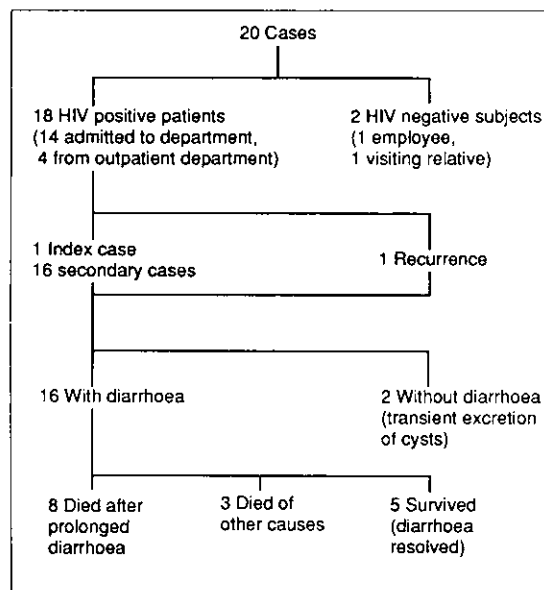 20 Cases
18 HIV positive patients
(14 admitted to department,
4 from outpatient department)
2 HIV negative subjects
(1 employee,
1 visiting relative)
1 Index case
16 secondary cases
1 Recurrence
16 With diarrhoea
2 Without diarrhoea
(transient excretion
of cysts)
8 Died after
prolonged
diarrhoea
3 Died of
other causes
5 Survived
(diarrhoea
resolved)